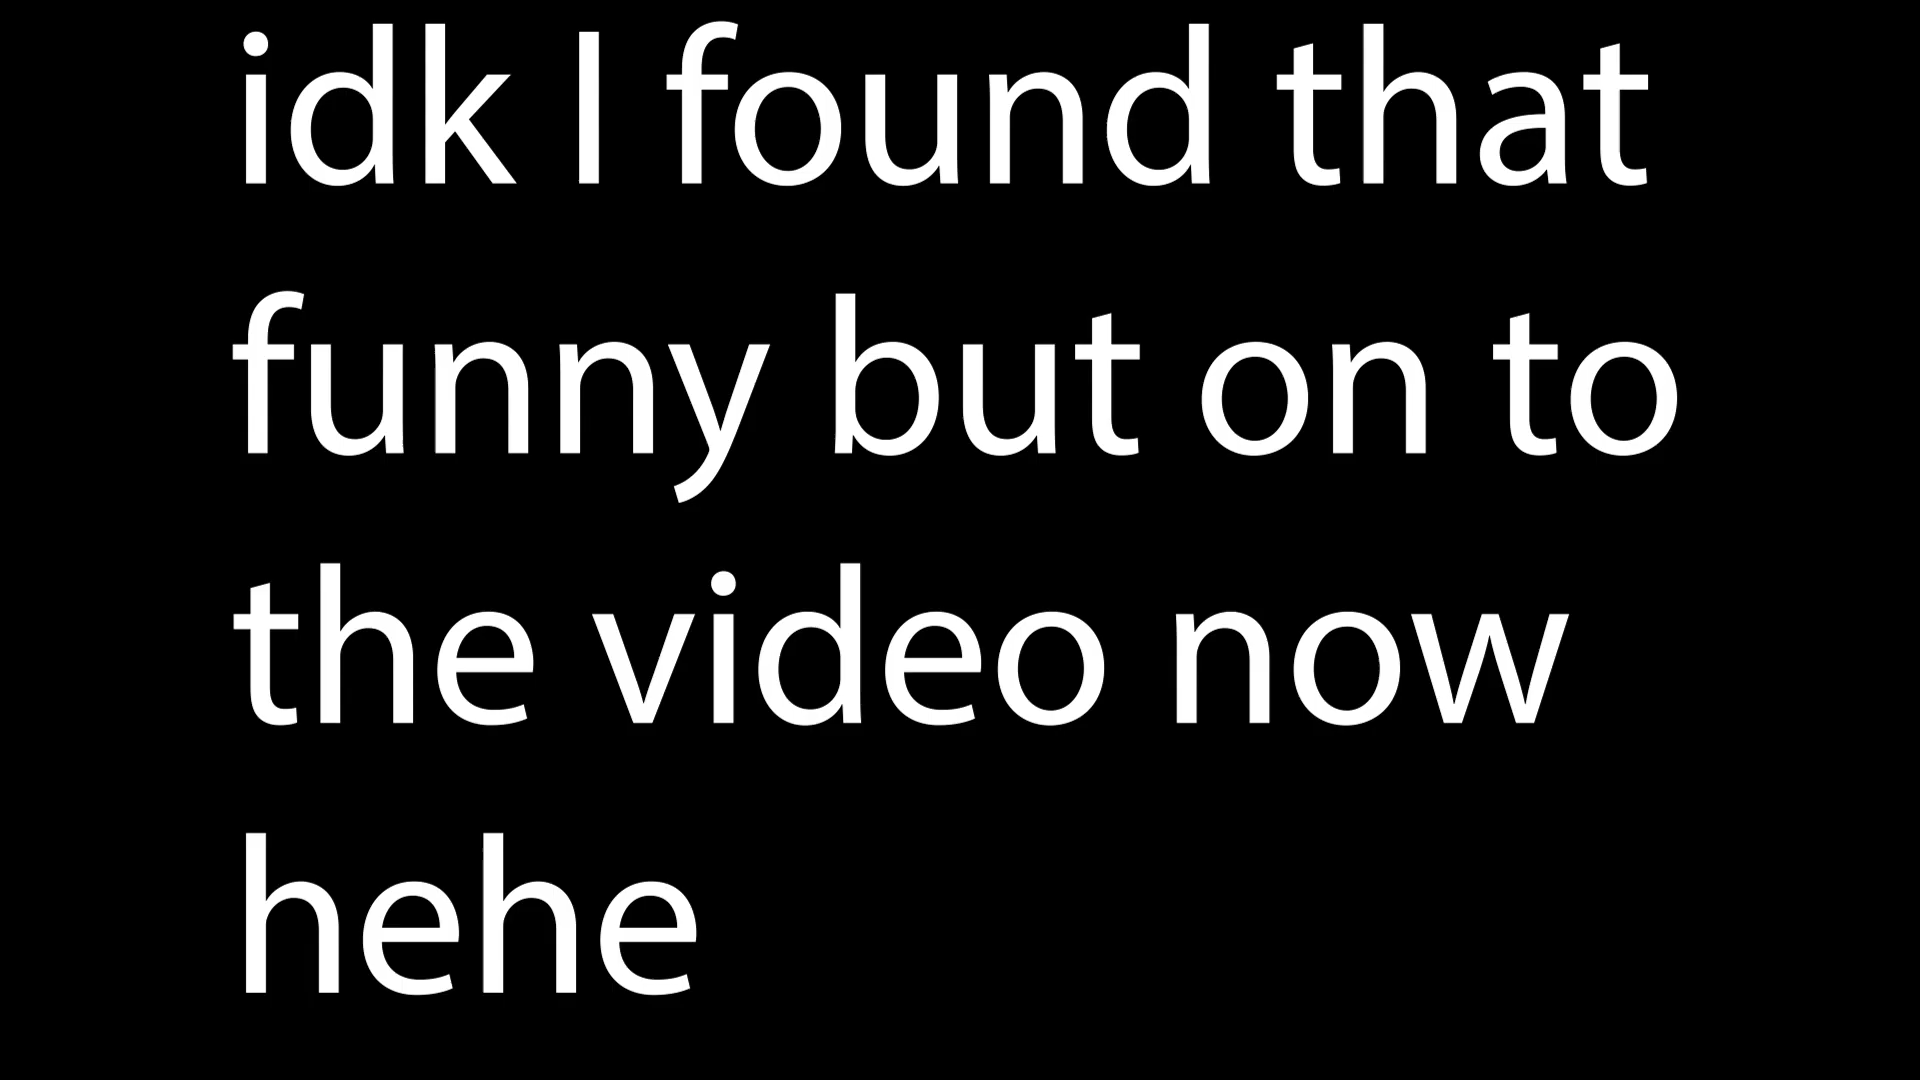 idk I found that
funny but on to
the video now
hehe